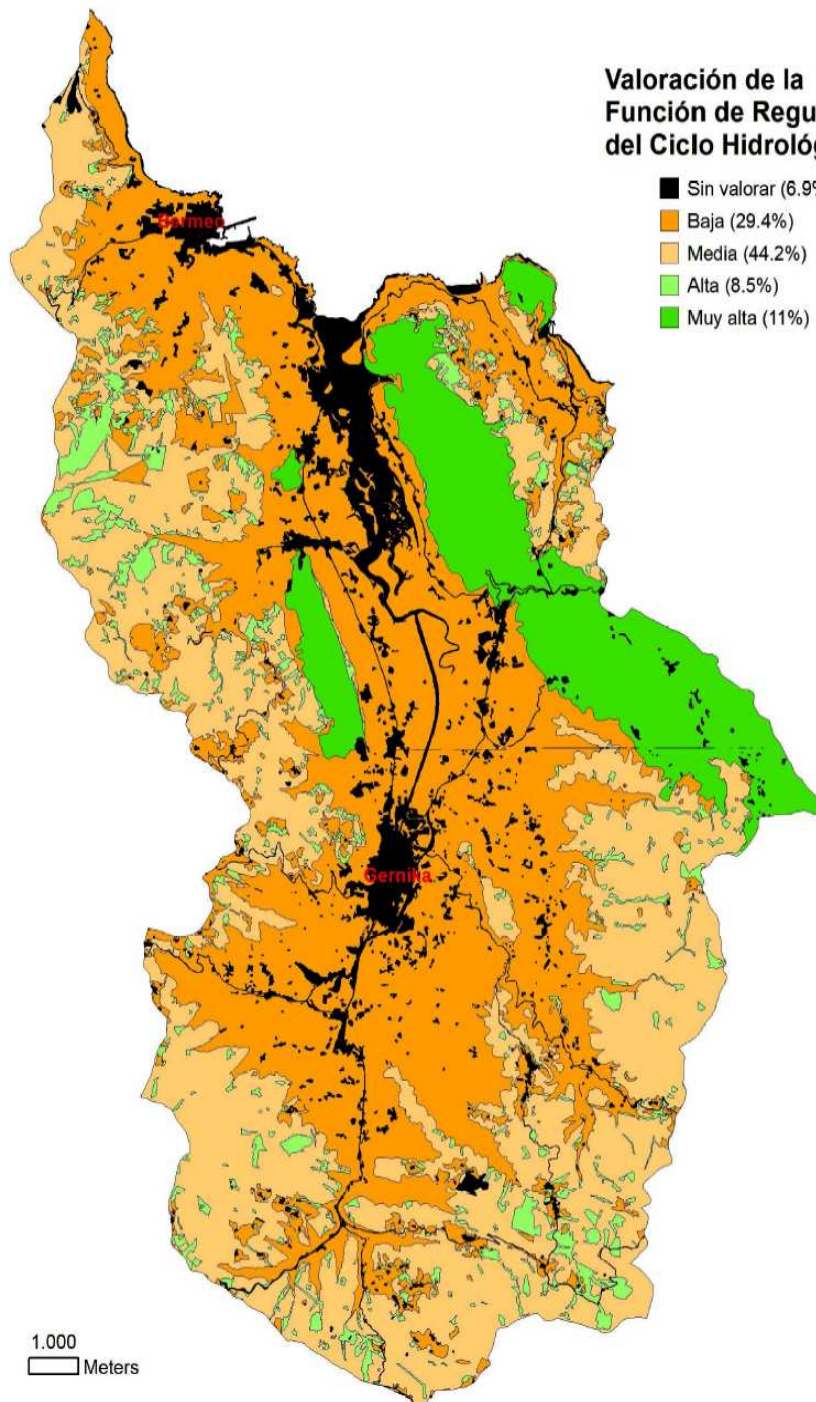 Valoración de la
Función de Regu
del Ciclo Hidrológ
Sin valorar (6.9%
Baja (29.4%)
Media (44.2%)
Alta (8.5%)
Muy alta (11%)
Bermeo
Gernika
1.000
Meters